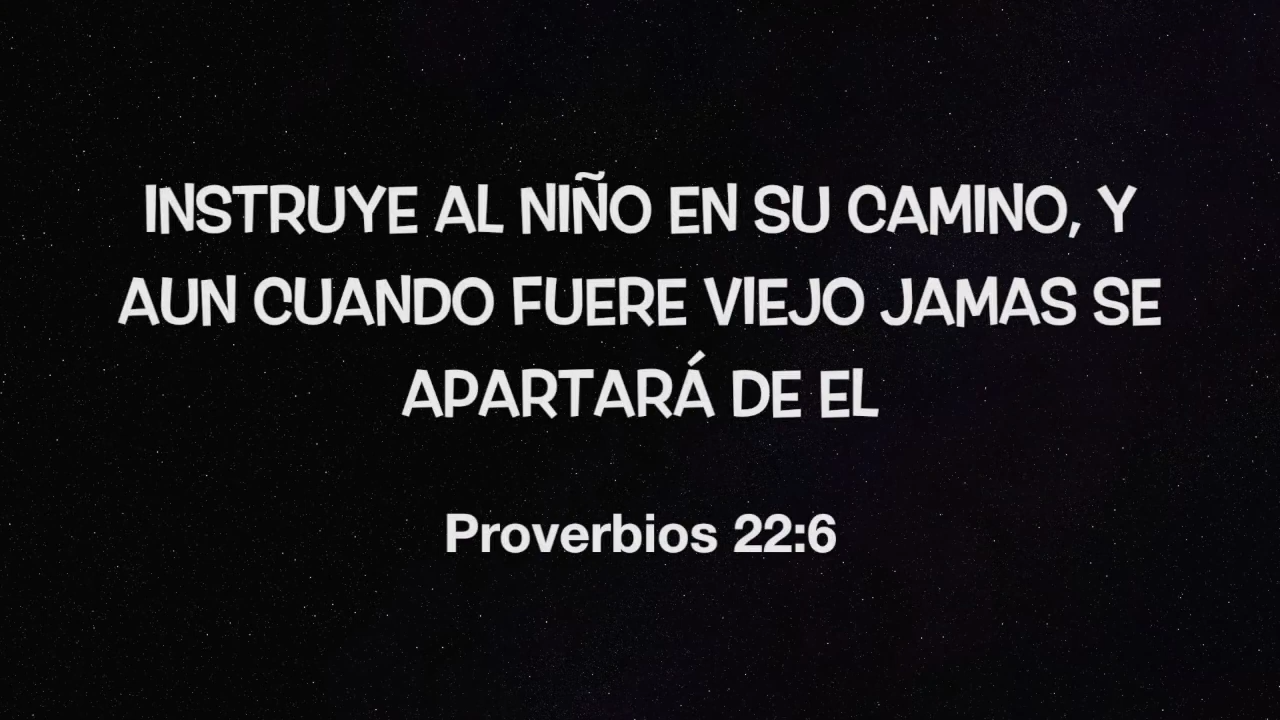 INSTRUYE AL NIÑO EN SU CAMINO, Y
AUN CUANDO FUERE VIEJO JAMAS SE
APARTARÁ DE EL
Proverbios 22:6